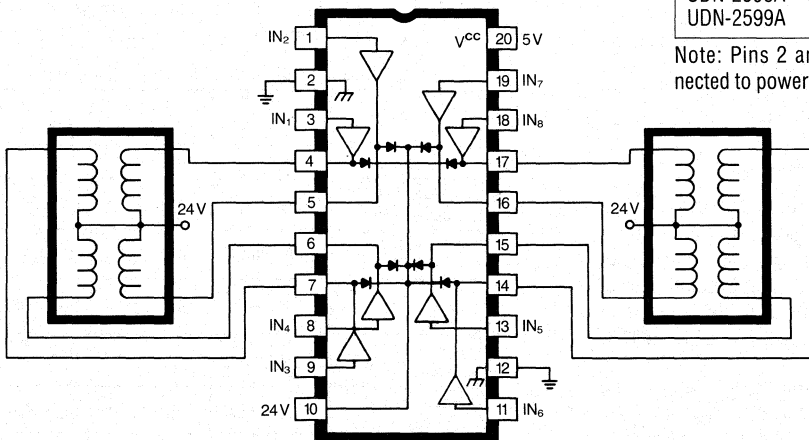 UDN-2599A
Note: Pins 2 an
nected to power
IN2 1
2
IN1 3
4
5
6
7
IN4 8
IN3 9
24V 10
VCC 20 5V
19 IN7
18 IN8
17
16
15
14
13 IN5
12
11 IN6
24V
24V